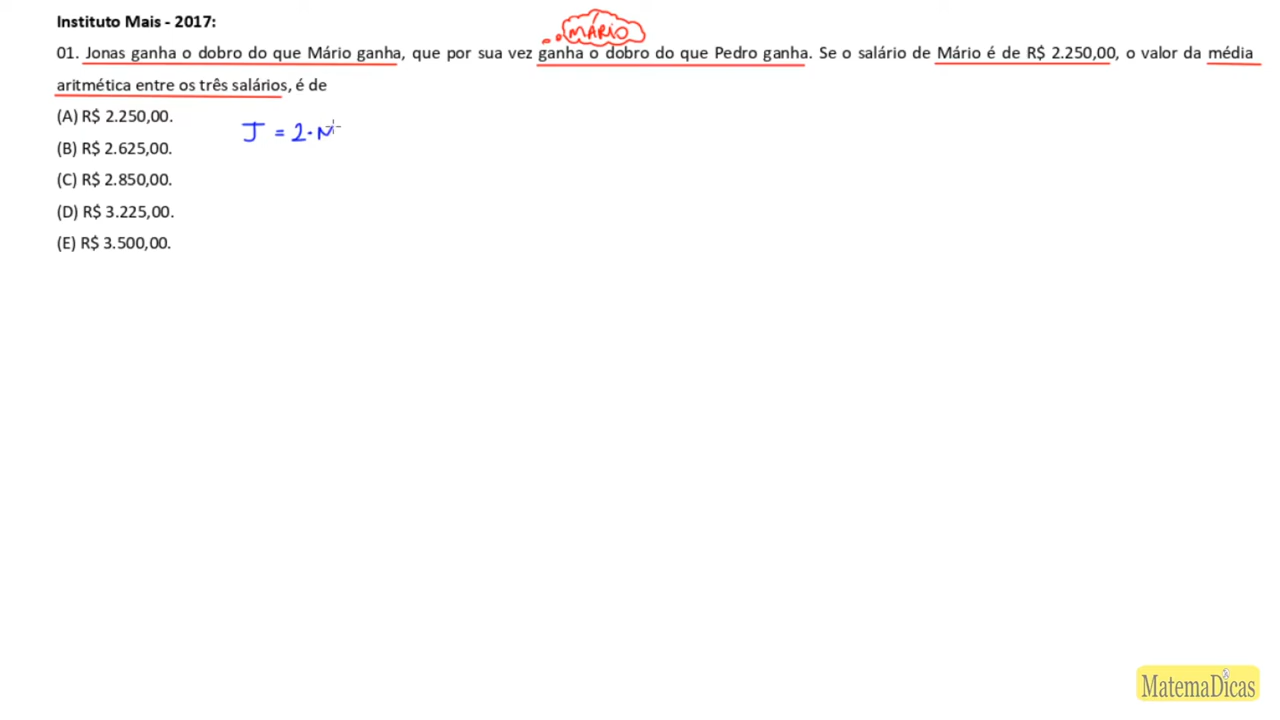 Instituto Mais - 2017:
MÁRIO
01. Jonas ganha o dobro do que Mário ganha, que por sua vez ganha o dobro do que Pedro ganha. Se o salário de Mário é de R$ 2.250,00, o valor da média
aritmética entre os três salários, é de
(A) R$ 2.250,00.
J = 2·M
(B) R$ 2.625,00.
(C) R$ 2.850,00.
(D) R$ 3.225,00.
(E) R$ 3.500,00.
MatemaDicas